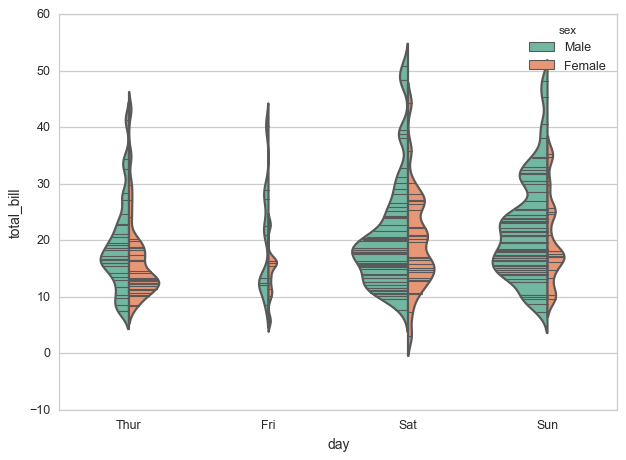 60
50
40
30
20
10
0
−10
total_bill
sex
Male
Female
Thur
Fri
Sat
Sun
day